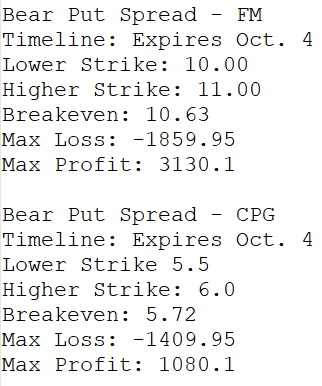 Bear Put Spread - FM
Timeline: Expires Oct. 4
Lower Strike: 10.00
Higher Strike: 11.00
Breakeven: 10.63
Max Loss: -1859.95
Max Profit: 3130.1
Bear Put Spread - CPG
Timeline: Expires Oct. 4
Lower Strike 5.5
Higher Strike: 6.0
Breakeven: 5.72
Max Loss: -1409.95
Max Profit: 1080.1